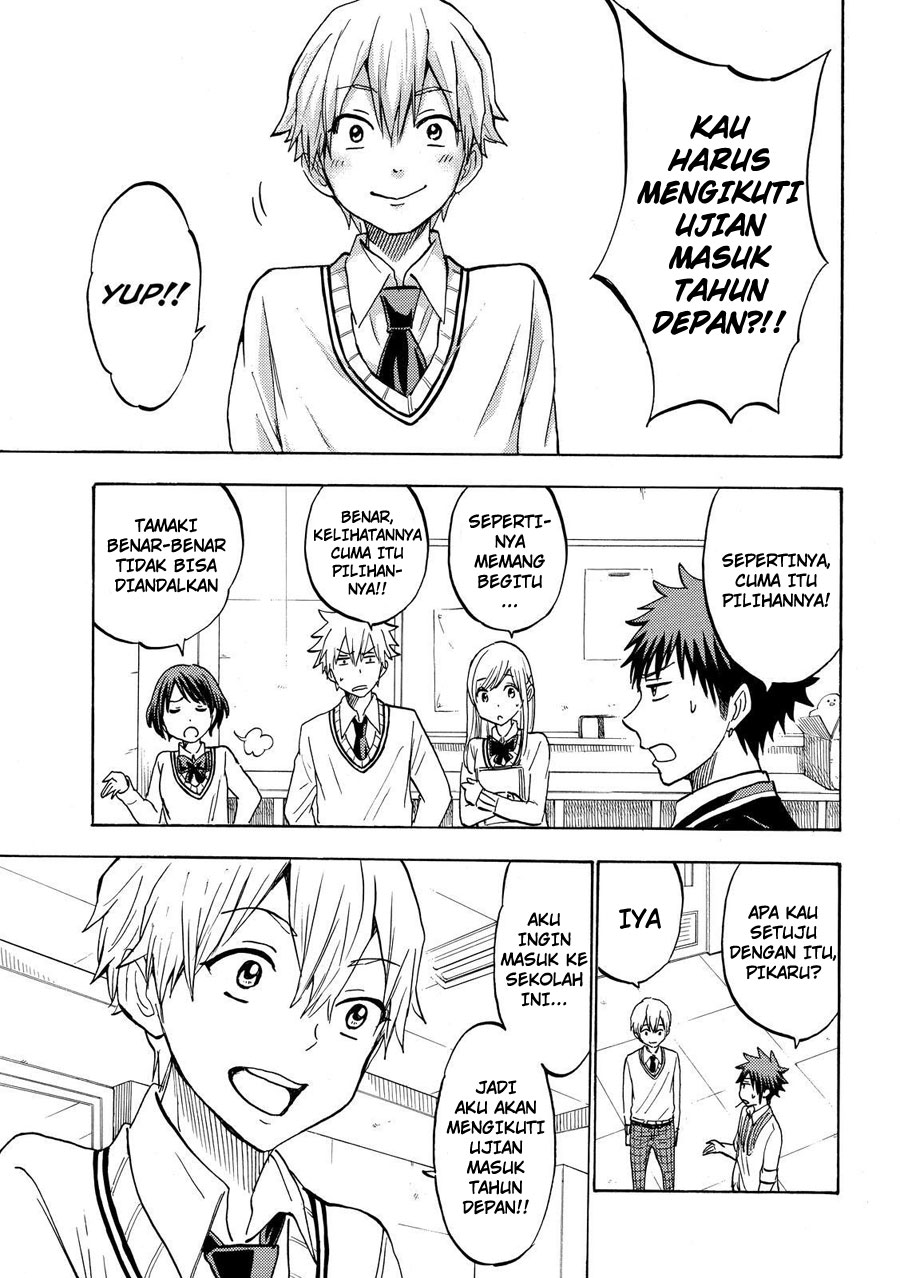 KAU
HARUS
MENGIKUTI
UJIAN
MASUK
TAHUN
DEPAN?!!
YUP!!
SEPERTINYA,
CUMA ITU
PILIHANNYA!
SEPERTI-
NYA
MEMANG
BEGITU
...
BENAR,
KELIHATANNYA
CUMA ITU
PILIHAN-
NYA!!
TAMAKI
BENAR-BENAR
TIDAK BISA
DIANDALKAN
APA KAU
SETUJU
DENGAN ITU,
PIKARU?
IYA
AKU
INGIN
MASUK KE
SEKOLAH
INI...
JADI
AKU AKAN
MENGIKUTI
UJIAN
MASUK
TAHUN
DEPAN!!